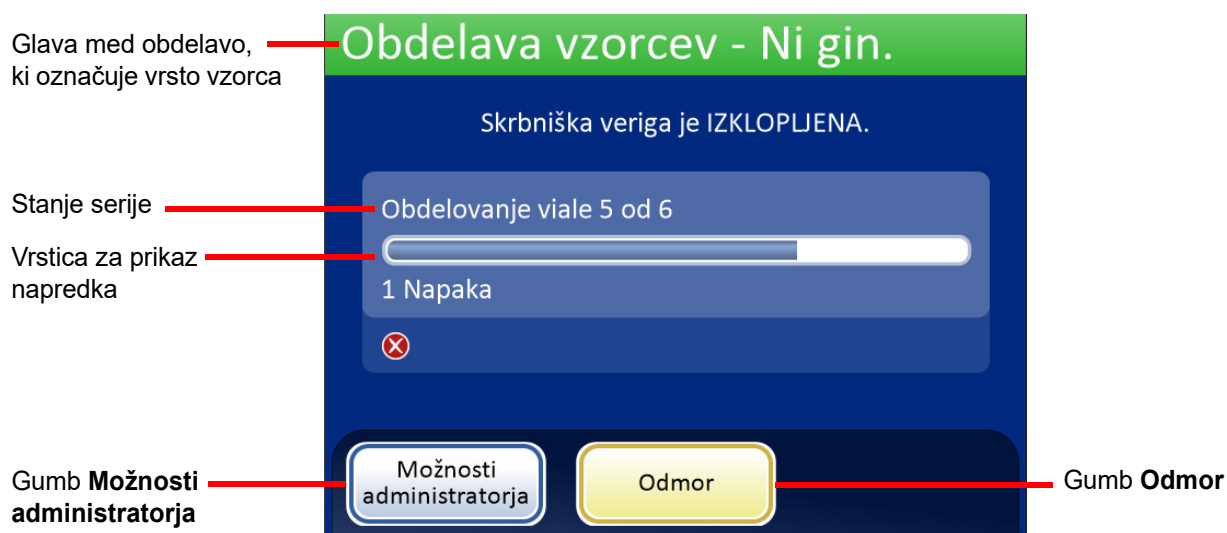 Glava med obdelavo,
ki označuje vrsto vzorca
Obdelava vzorcev - Ni gin.
Skrbniška veriga je IZKLOPLJENA.
Stanje serije
Obdelovanje viale 5 od 6
Vrstica za prikaz
napredka
1 Napaka
Gumb Možnosti
administratorja
Možnosti
administratorja
Odmor
Gumb Odmor